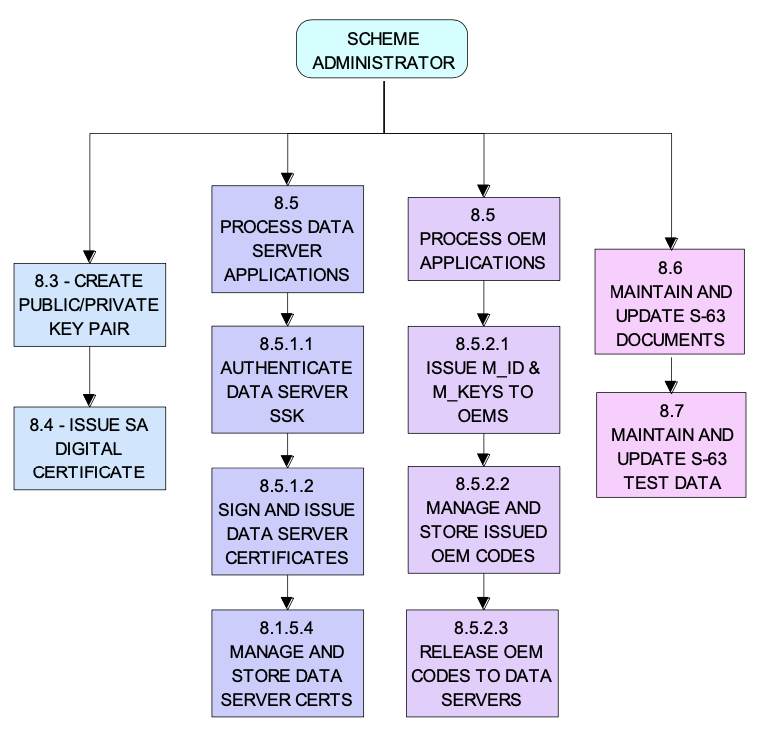 SCHEME
ADMINISTRATOR
8.3 - CREATE
PUBLIC/PRIVATE
KEY PAIR
8.4 - ISSUE SA
DIGITAL
CERTIFICATE
8.5
PROCESS DATA
SERVER
APPLICATIONS
8.5.1.1
AUTHENTICATE
DATA SERVER
SSK
8.5.1.2
SIGN AND ISSUE
DATA SERVER
CERTIFICATES
8.1.5.4
MANAGE AND
STORE DATA
SERVER CERTS
8.5
PROCESS OEM
APPLICATIONS
8.5.2.1
ISSUE M_ID &
M_KEYS TO
OEMS
8.5.2.2
MANAGE AND
STORE ISSUED
OEM CODES
8.5.2.3
RELEASE OEM
CODES TO DATA
SERVERS
8.6
MAINTAIN AND
UPDATE S-63
DOCUMENTS
8.7
MAINTAIN AND
UPDATE S-63
TEST DATA